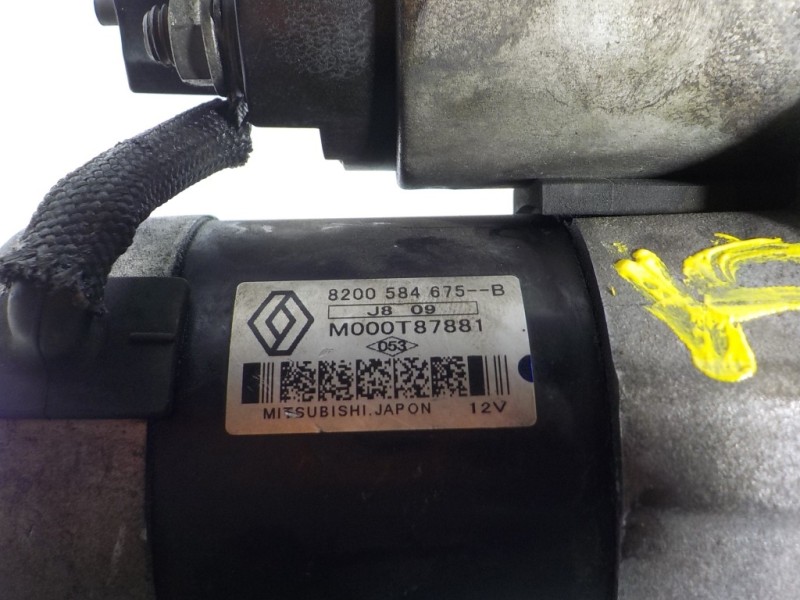 8200 584 675--B
J8 09
M000T87881
D53
MITSUBISHI.JAPON 12V